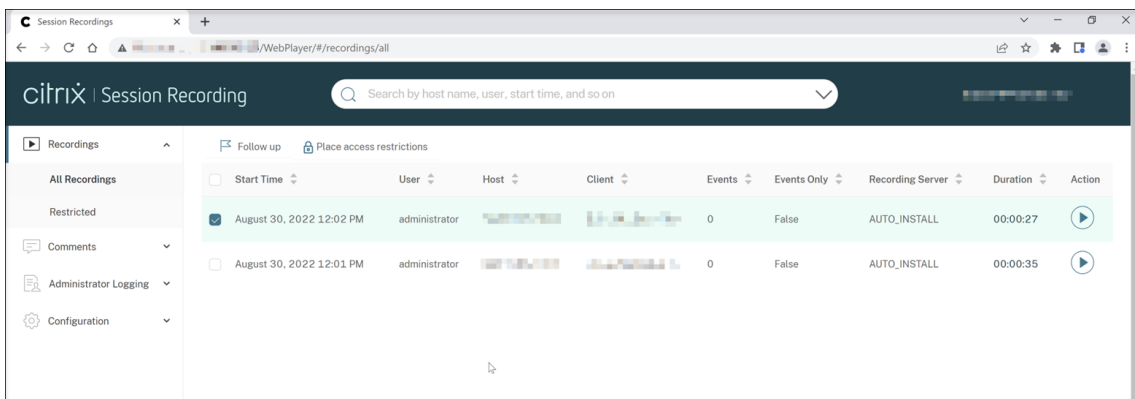 Session Recordings
/WebPlayer/#/recordings/all
citrix | Session Recording
Search by host name, user, start time, and so on
Recordings
All Recordings
Restricted
Comments
Administrator Logging
Configuration
Follow up Place access restrictions
Start Time User Host Client Events Events Only Recording Server Duration Action
August 30, 2022 12:02 PM administrator 0 False AUTO_INSTALL 00:00:27
August 30, 2022 12:01 PM administrator 0 False AUTO_INSTALL 00:00:35